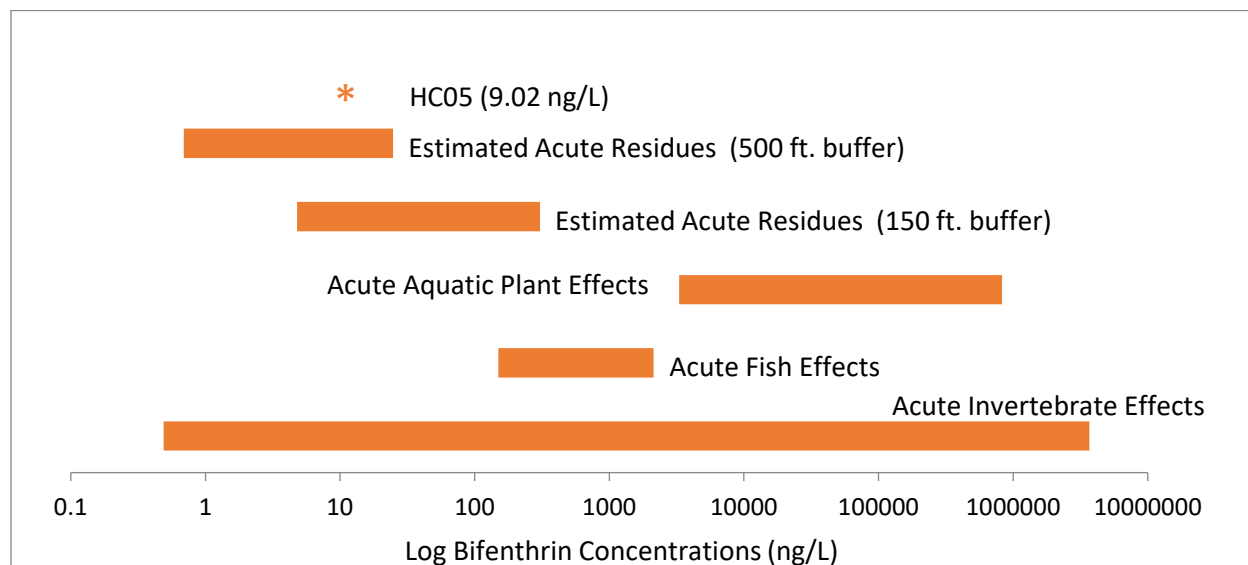 * HC05 (9.02 ng/L)
Estimated Acute Residues (500 ft. buffer)
Estimated Acute Residues (150 ft. buffer)
Acute Aquatic Plant Effects
Acute Fish Effects
Acute Invertebrate Effects
0.1 1 10 100 1000 10000 100000 1000000 10000000
Log Bifenthrin Concentrations (ng/L)